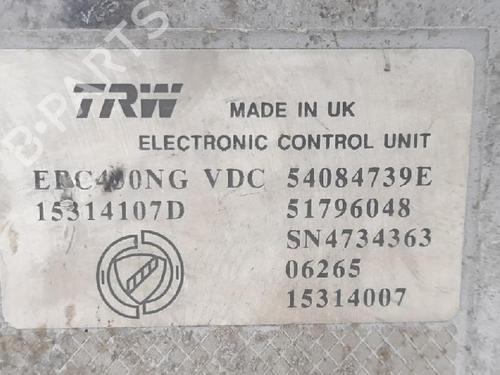 B-PARTS
TRW MADE IN UK
ELECTRONIC CONTROL UNIT
VDC 54084739E
15314107D 51796048
SN4734363
06265
15314007